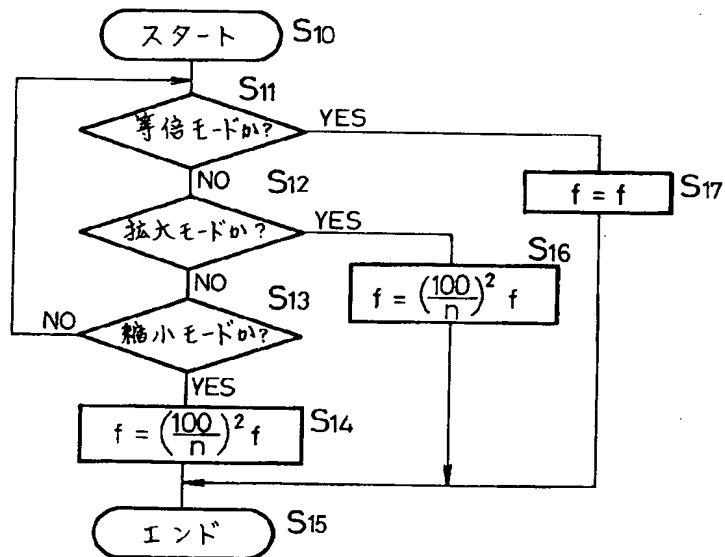 スタート S10
S11
等倍モードか? YES
NO S12
f = f S17
拡大モードか? YES
S16
NO
f = (100/n)² f
S13
NO 縮小モードか?
YES
f = (100/n)² f S14
エンド S15